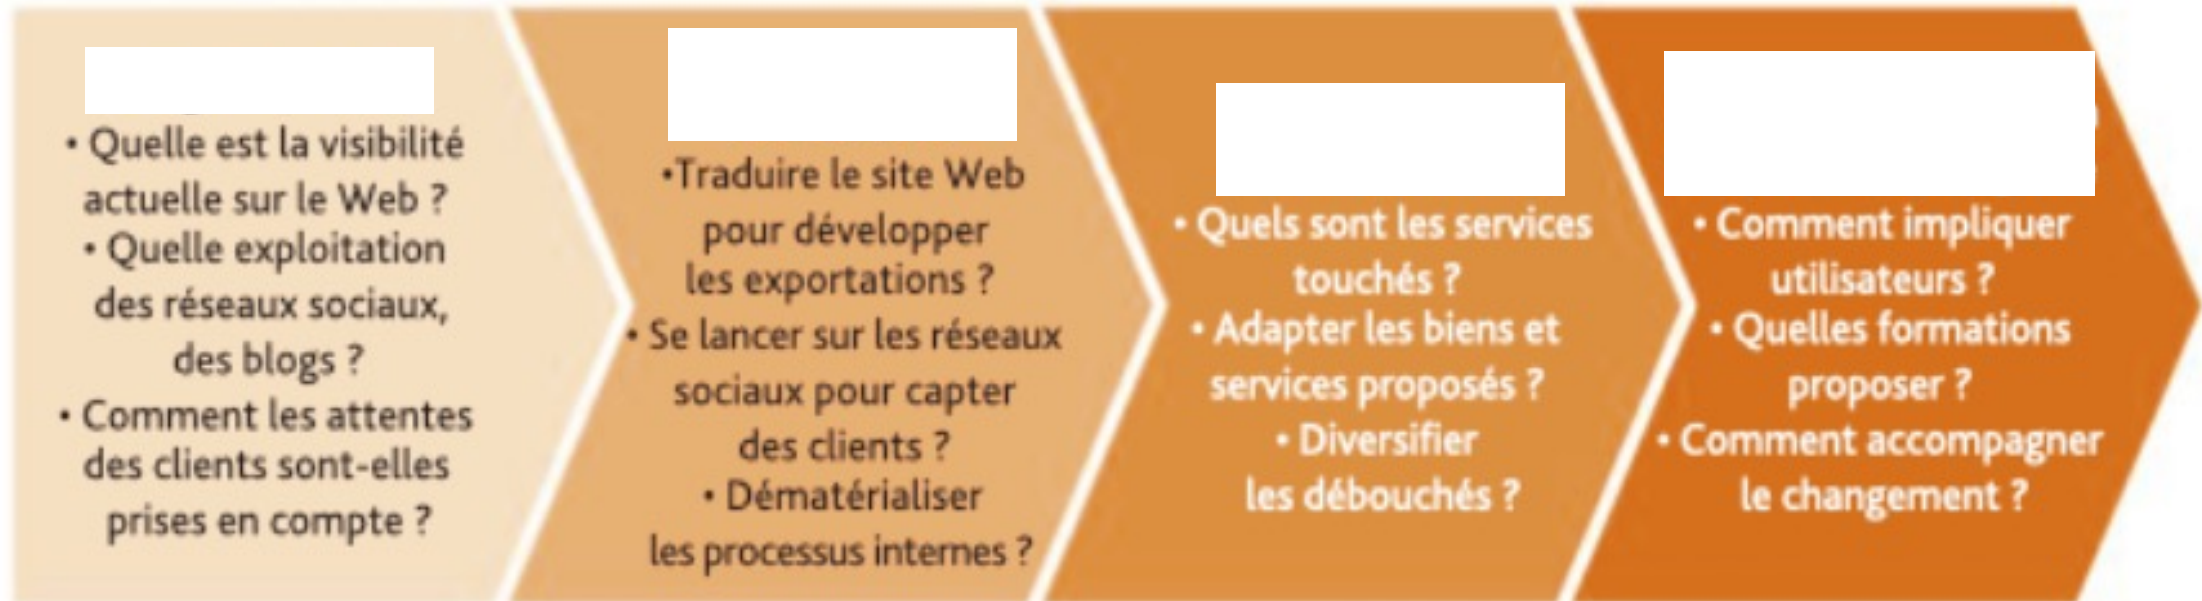 • Quelle est la visibilité
actuelle sur le Web ?
• Quelle exploitation
des réseaux sociaux,
des blogs ?
• Comment les attentes
des clients sont-elles
prises en compte ?
•Traduire le site Web
pour développer
les exportations ?
• Se lancer sur les réseaux
sociaux pour capter
des clients ?
• Dématérialiser
les processus internes ?
• Quels sont les services
touchés ?
• Adapter les biens et
services proposés ?
• Diversifier
les débouchés ?
• Comment impliquer
utilisateurs ?
• Quelles formations
proposer ?
• Comment accompagner
le changement ?